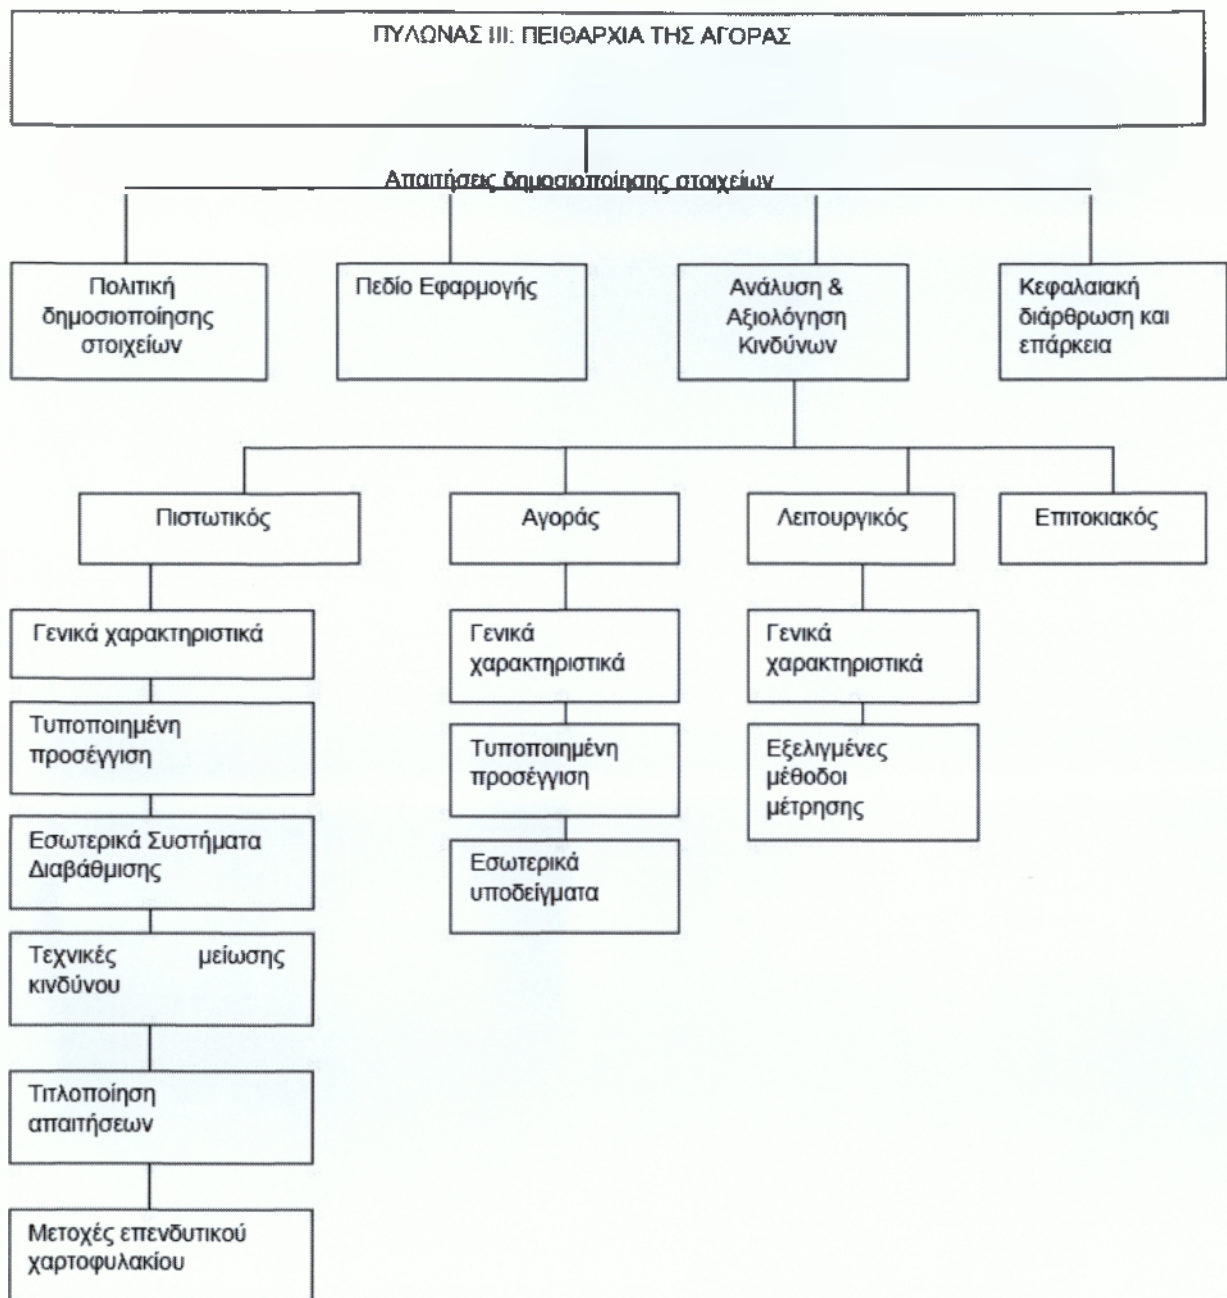 ΠΥΛΩΝΑΣ III: ΠΕΙΘΑΡΧΙΑ ΤΗΣ ΑΓΟΡΑΣ
Απαιτήσεις δημοσιοποίησης στοιχείων
Πολιτική
δημοσιοποίησης
στοιχείων
Πεδίο Εφαρμογής
Ανάλυση &
Αξιολόγηση
Κινδύνων
Κεφαλαιακή
διάρθρωση και
επάρκεια
Πιστωτικός
Αγοράς
Λειτουργικός
Επιτοκιακός
Γενικά χαρακτηριστικά
Τυποποιημένη
προσέγγιση
Εσωτερικά Συστήματα
Διαβάθμισης
Τεχνικές μείωσης
κινδύνου
Τιτλοποίηση
απαιτήσεων
Μετοχές επενδυτικού
χαρτοφυλακίου
Γενικά
χαρακτηριστικά
Τυποποιημένη
προσέγγιση
Εσωτερικά
υποδείγματα
Γενικά
χαρακτηριστικά
Εξελιγμένες
μέθοδοι
μέτρησης